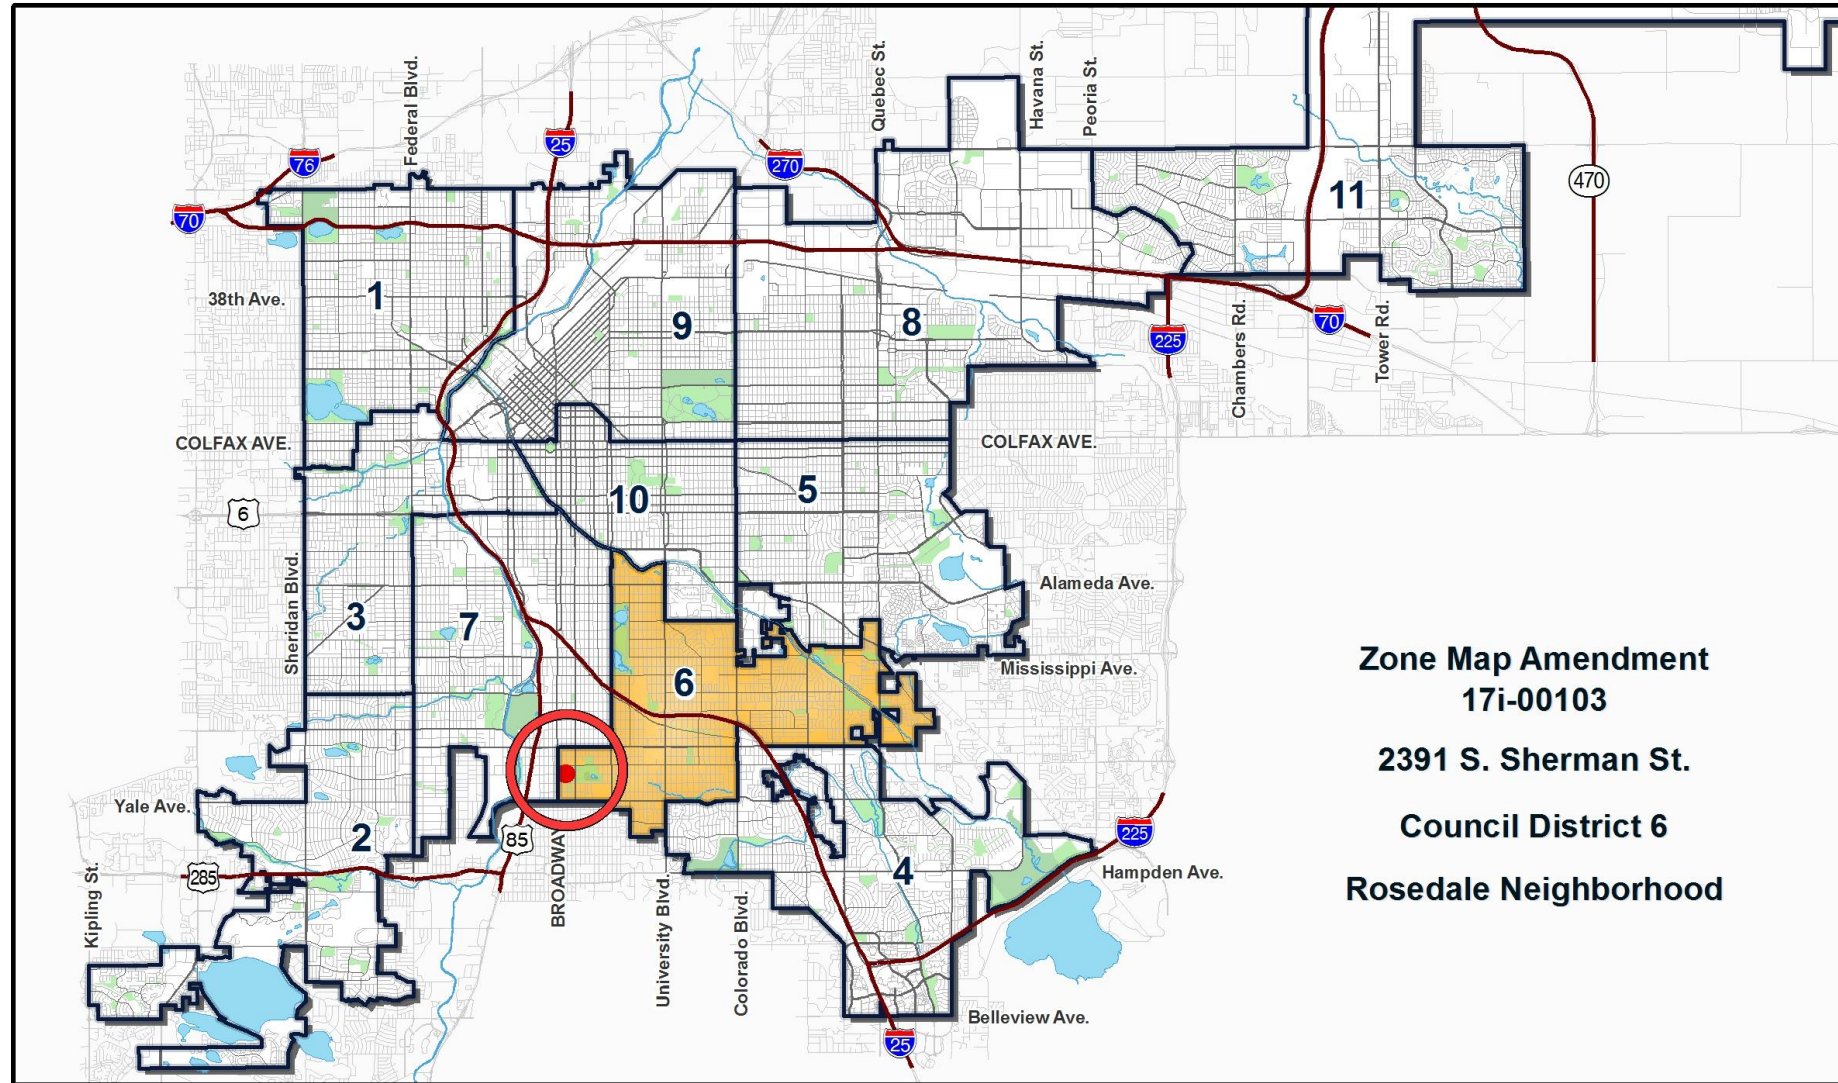 Federal Blvd.
Quebec St.
Havana St.
Peoria St.
25
76
270
70
470
11
38th Ave.
1
9
8
225
70
Chambers Rd.
Tower Rd.
COLFAX AVE.
COLFAX AVE.
10
5
6
Sheridan Blvd.
3
7
Alameda Ave.
Mississippi Ave.
6
Zone Map Amendment
17i-00103
2391 S. Sherman St.
Council District 6
Rosedale Neighborhood
Yale Ave.
2
85
225
285
4
Hampden Ave.
Kipling St.
BROADWAY
University Blvd.
Colorado Blvd.
Belleview Ave.
25